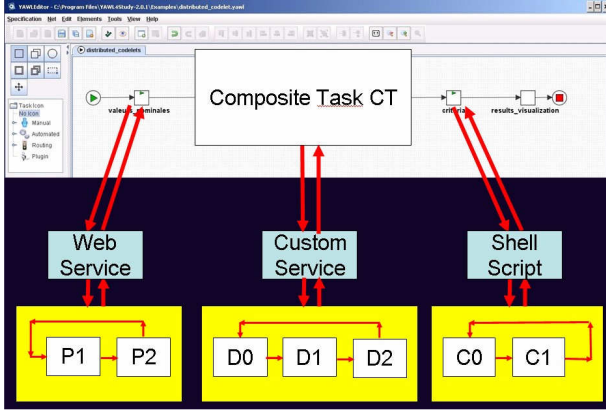 YAWLEditor - C:\Program Files\YAWL4Study-2.0.1\Examples\distributed_codelet.yawl
Specification Net Edit Elements Tools View Help
distributed_codelets
Composite Task CT
Task Icon
No Icon
Manual
Automated
Routing
Plugin
criteria
results_visualization
Web
Service
Custom
Service
Shell
Script
P1 P2
D0 D1 D2
C0 C1